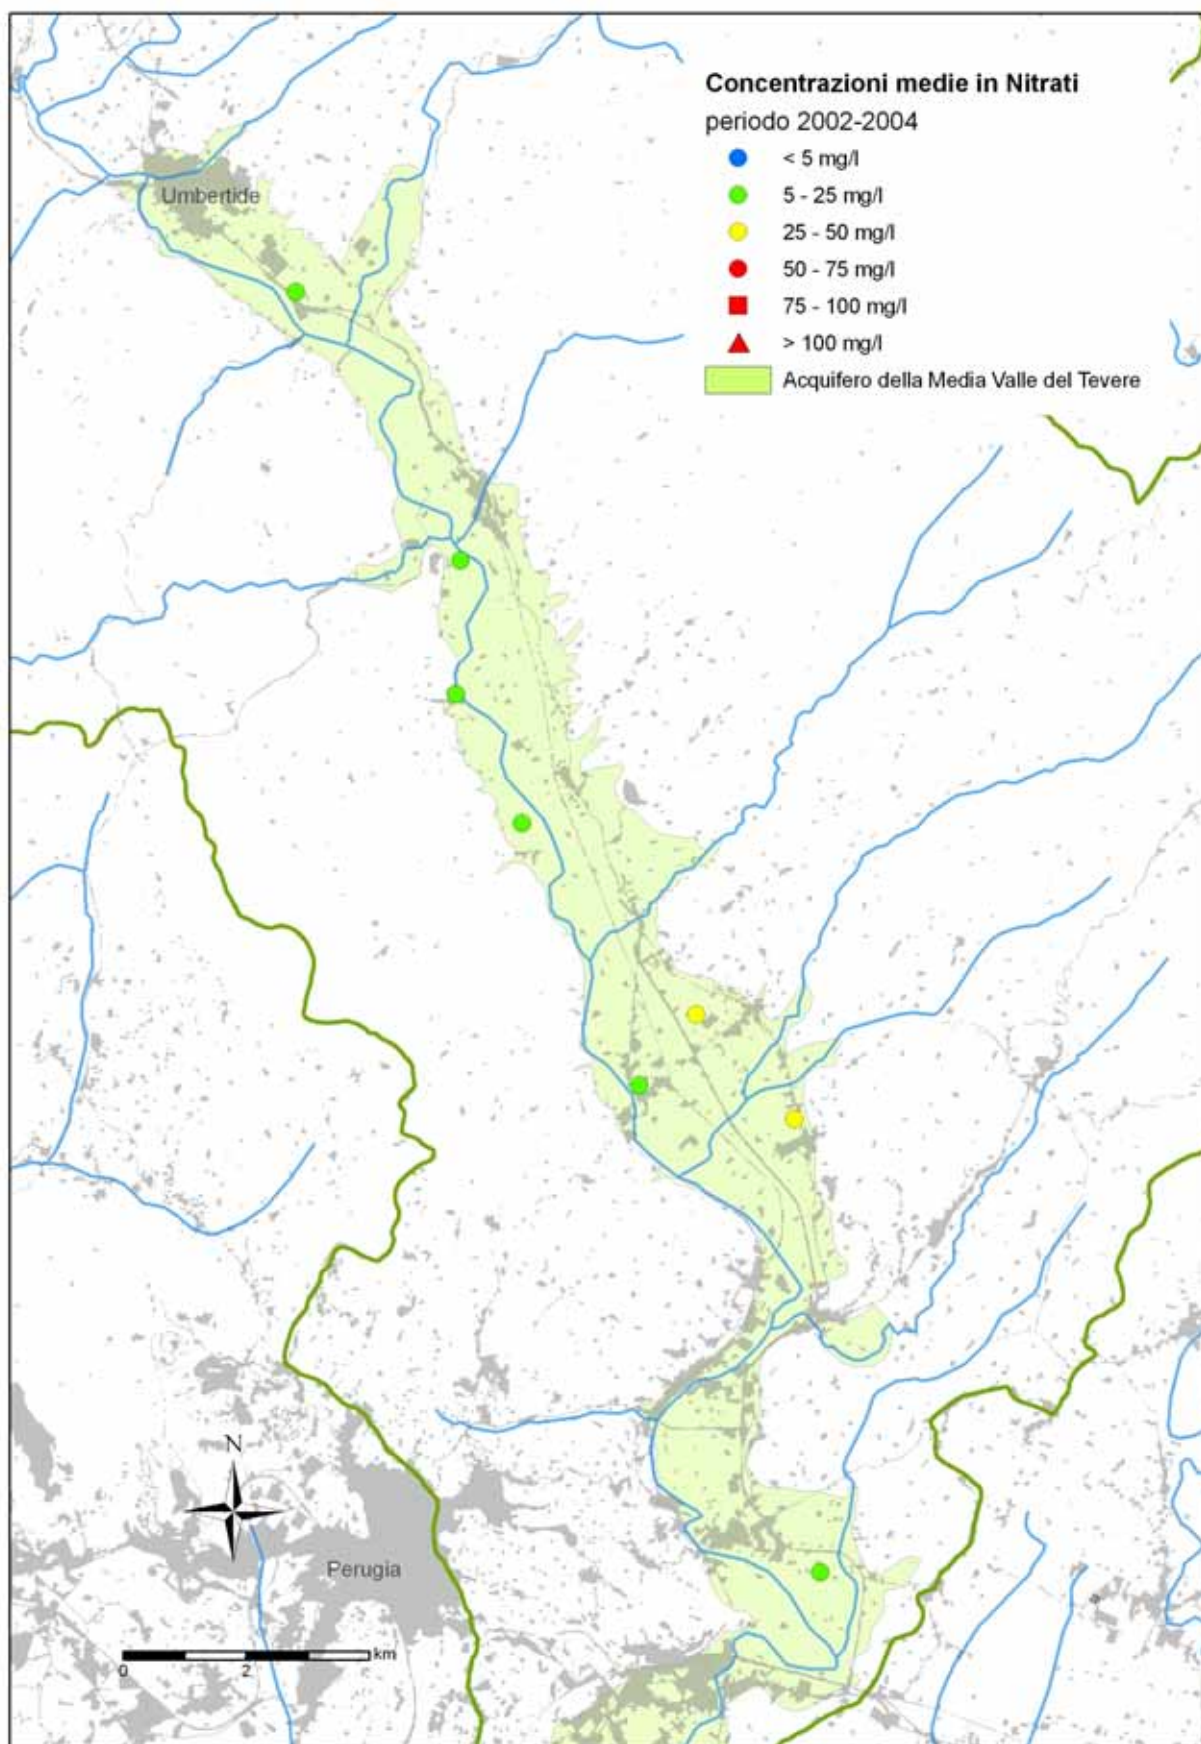 Concentrazioni medie in Nitrati
periodo 2002-2004
< 5 mg/l
5 - 25 mg/l
25 - 50 mg/l
50 - 75 mg/l
75 - 100 mg/l
> 100 mg/l
Acquifero della Media Valle del Tevere
Umbertide
N
Perugia
km
0 2